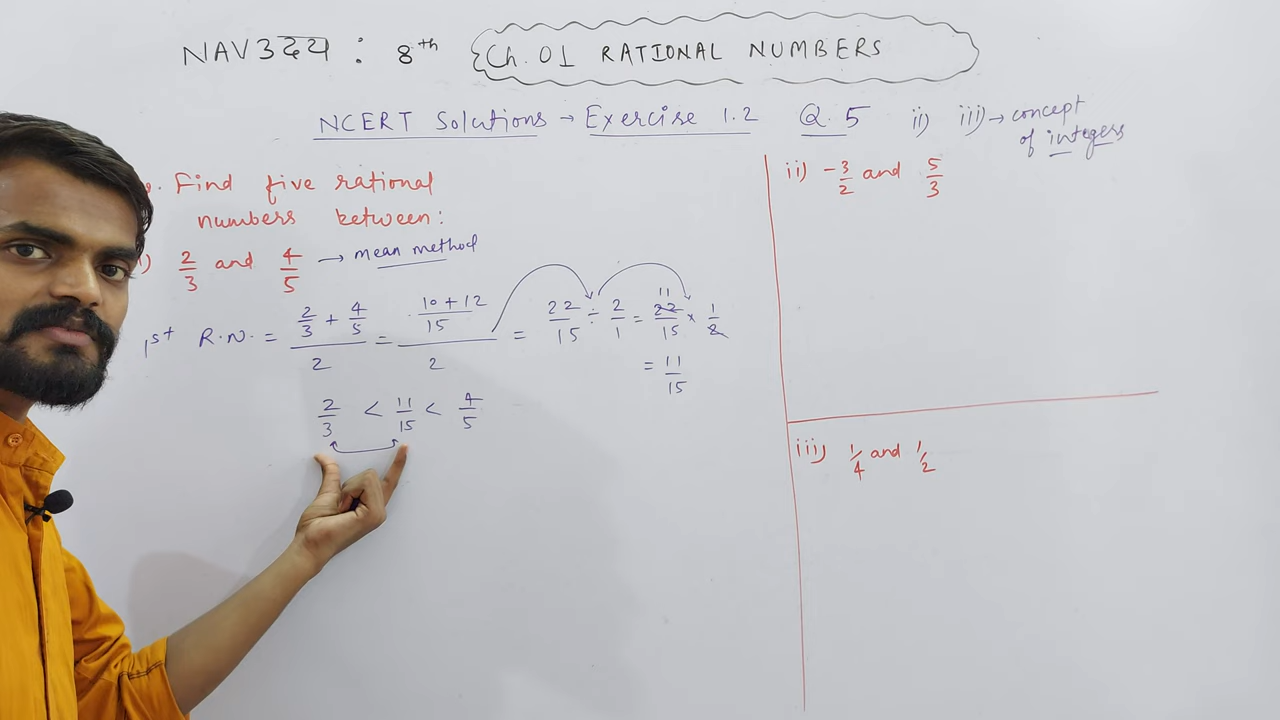 NAV3दय : 8th Ch. 01 RATIONAL NUMBERS
NCERT Solutions → Exercise 1.2 Q. 5 ii) iii) → concept of integers
. Find five rational
numbers between:
i) 2/3 and 4/5 → mean method
1st R.N. = (2/3 + 4/5)/2 = ((10 + 12)/15)/2 = 22/15 ÷ 2/1 = 22/15 × 1/2
11
= 11/15
2/3 < 11/15 < 4/5
ii) -3/2 and 5/3
iii) 1/4 and 1/2